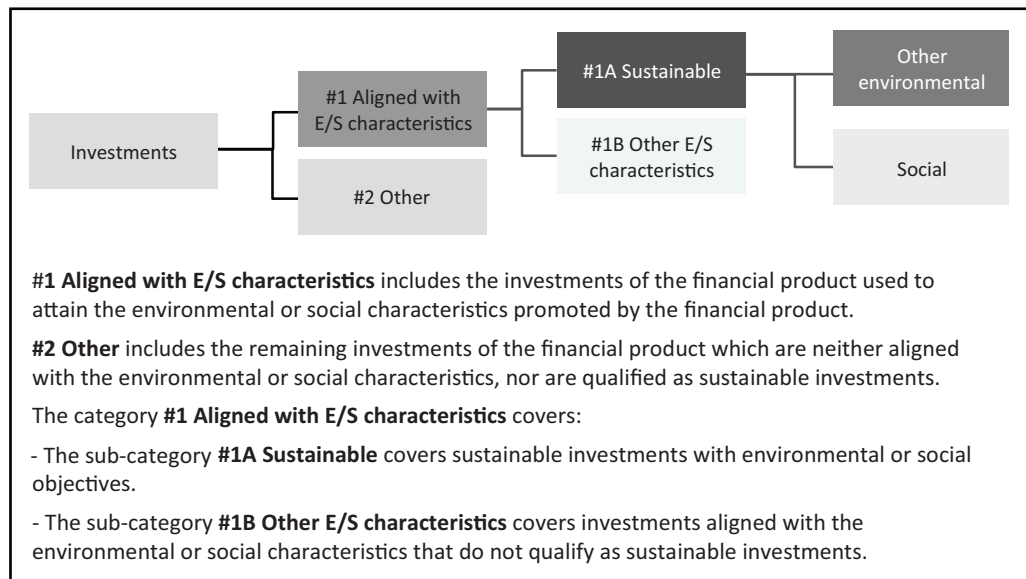 Investments
#1 Aligned with
E/S characteristics
#2 Other
#1A Sustainable
#1B Other E/S
characteristics
Other
environmental
Social
#1 Aligned with E/S characteristics includes the investments of the financial product used to
attain the environmental or social characteristics promoted by the financial product.
#2 Other includes the remaining investments of the financial product which are neither aligned
with the environmental or social characteristics, nor are qualified as sustainable investments.
The category #1 Aligned with E/S characteristics covers:
- The sub-category #1A Sustainable covers sustainable investments with environmental or social
objectives.
- The sub-category #1B Other E/S characteristics covers investments aligned with the
environmental or social characteristics that do not qualify as sustainable investments.